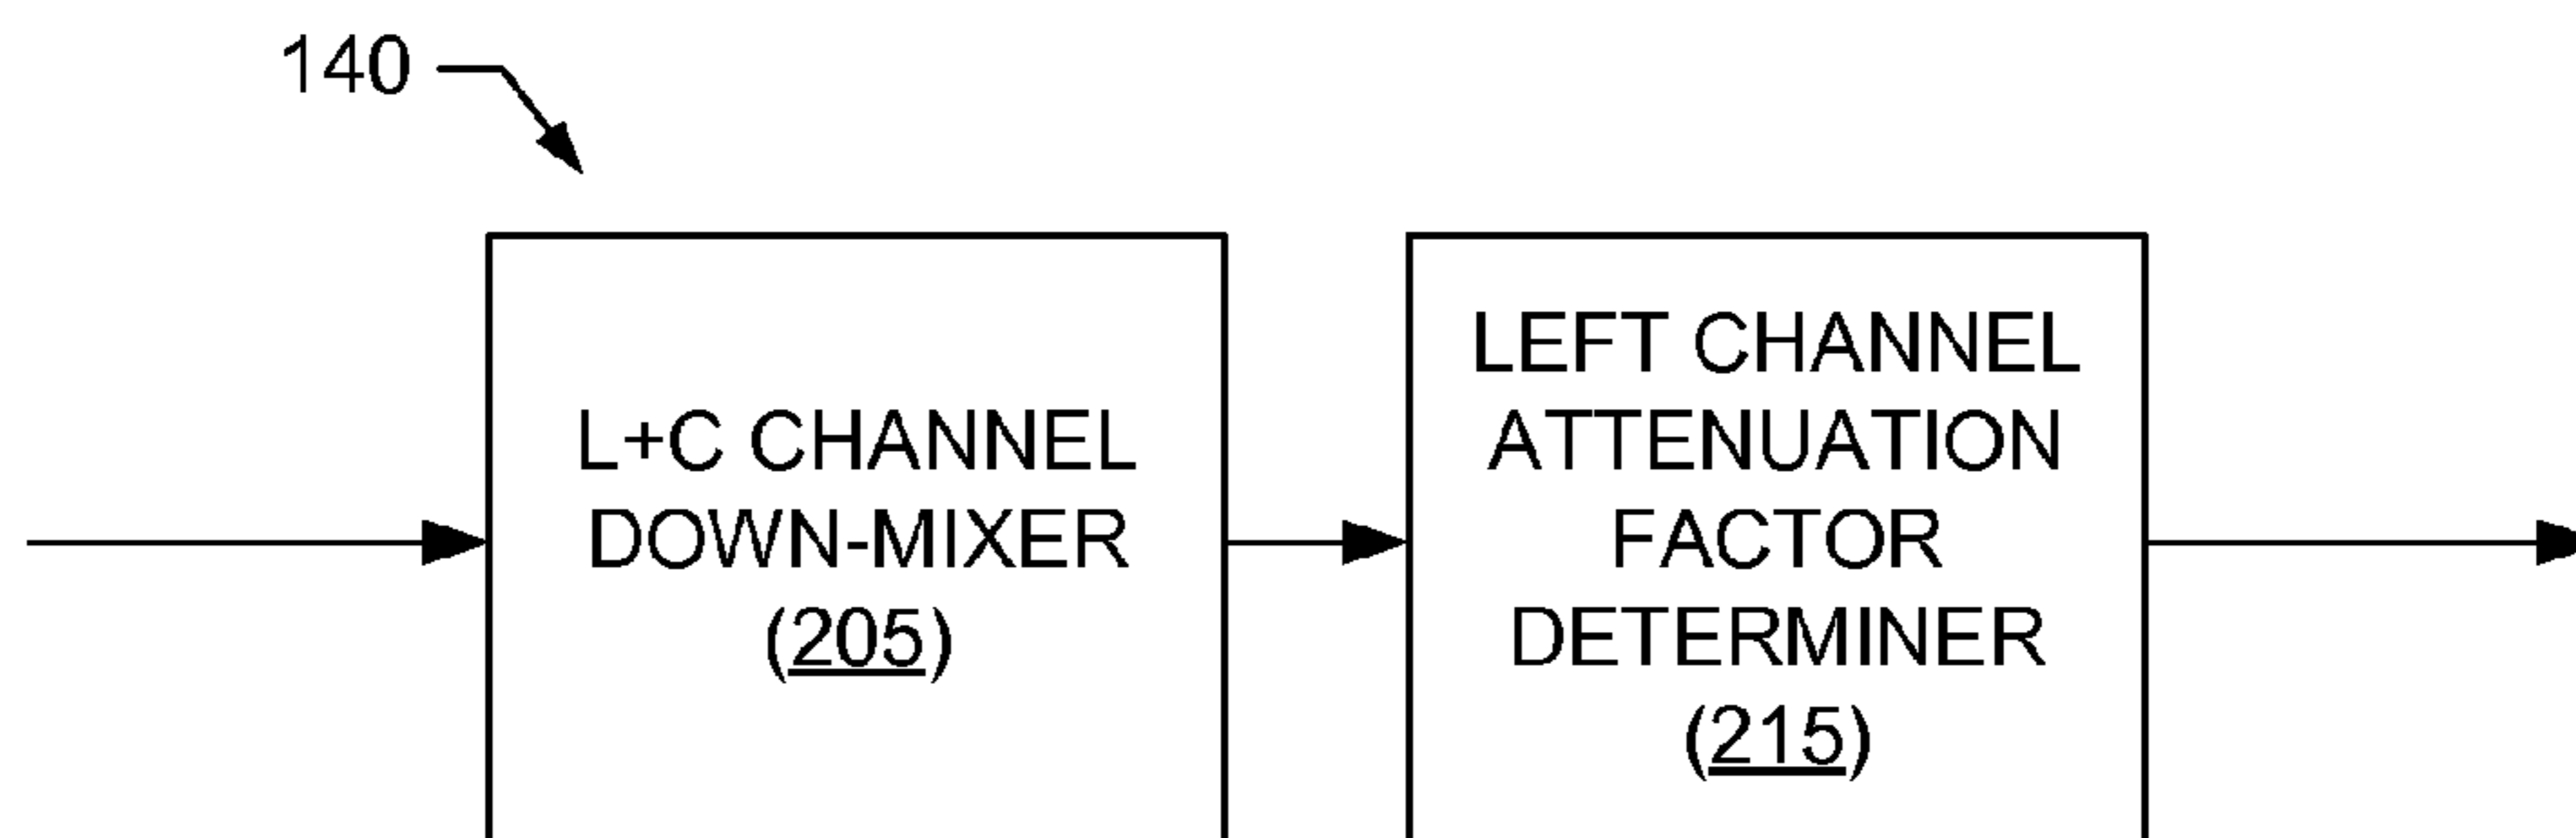 140
L+C CHANNEL
DOWN-MIXER
(205)
LEFT CHANNEL
ATTENUATION
FACTOR
DETERMINER
(215)